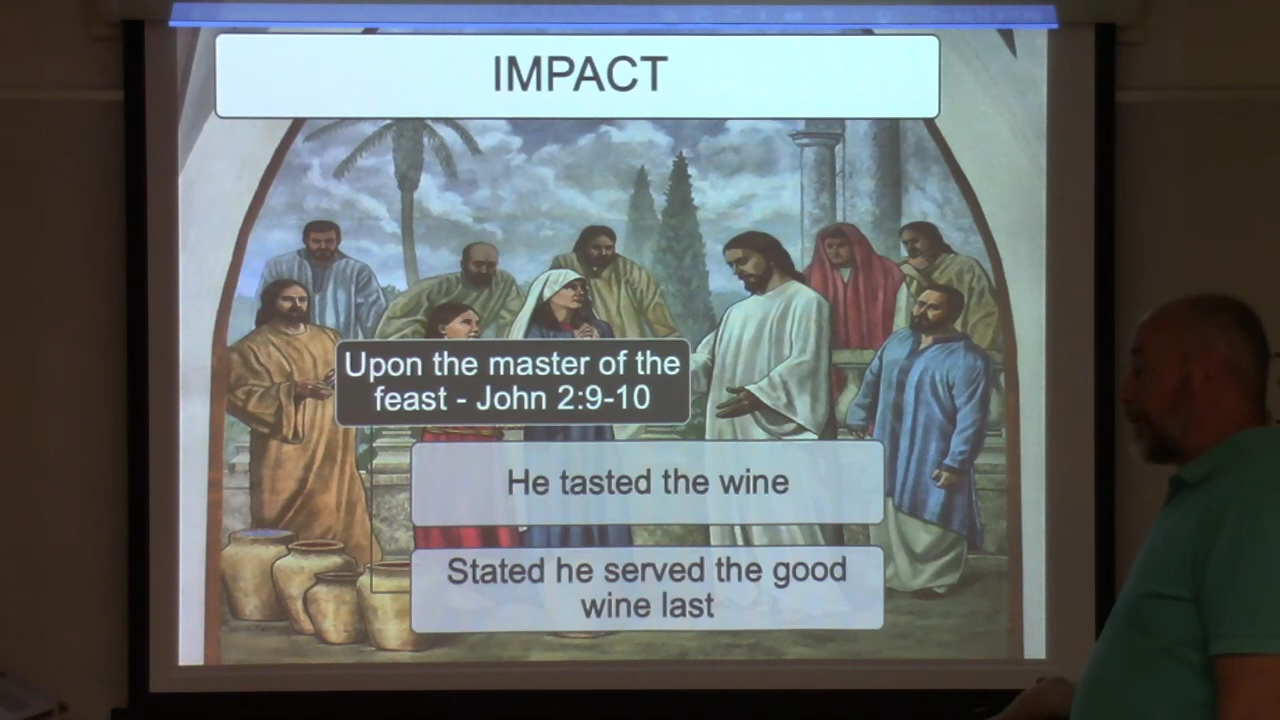 IMPACT
Upon the master of the
feast - John 2:9-10
He tasted the wine
Stated he served the good
wine last